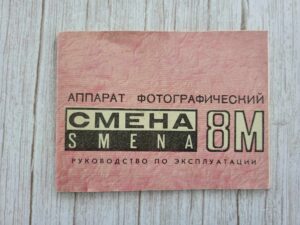 АППАРАТ ФОТОГРАФИЧЕСКИЙ
СМЕНА
SMENA
8М
РУКОВОДСТВО ПО ЭКСПЛУАТАЦИИ